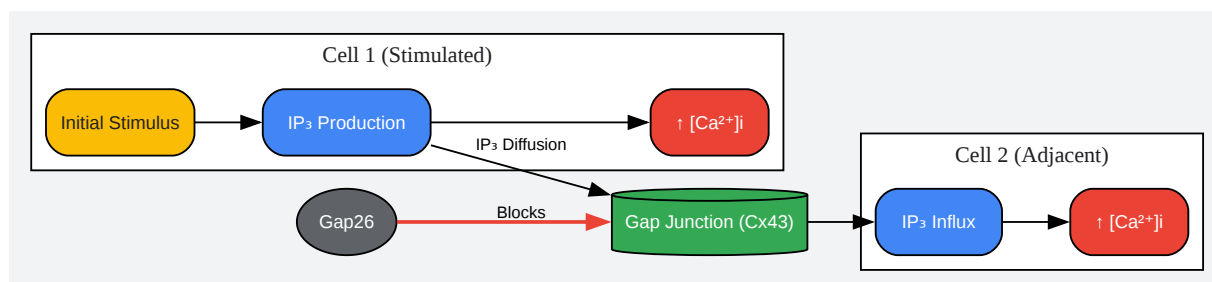 Cell 1 (Stimulated)
Initial Stimulus
IP₃ Production
↑ [Ca²⁺]i
IP₃ Diffusion
Cell 2 (Adjacent)
Gap26
Blocks
Gap Junction (Cx43)
IP₃ Influx
↑ [Ca²⁺]i